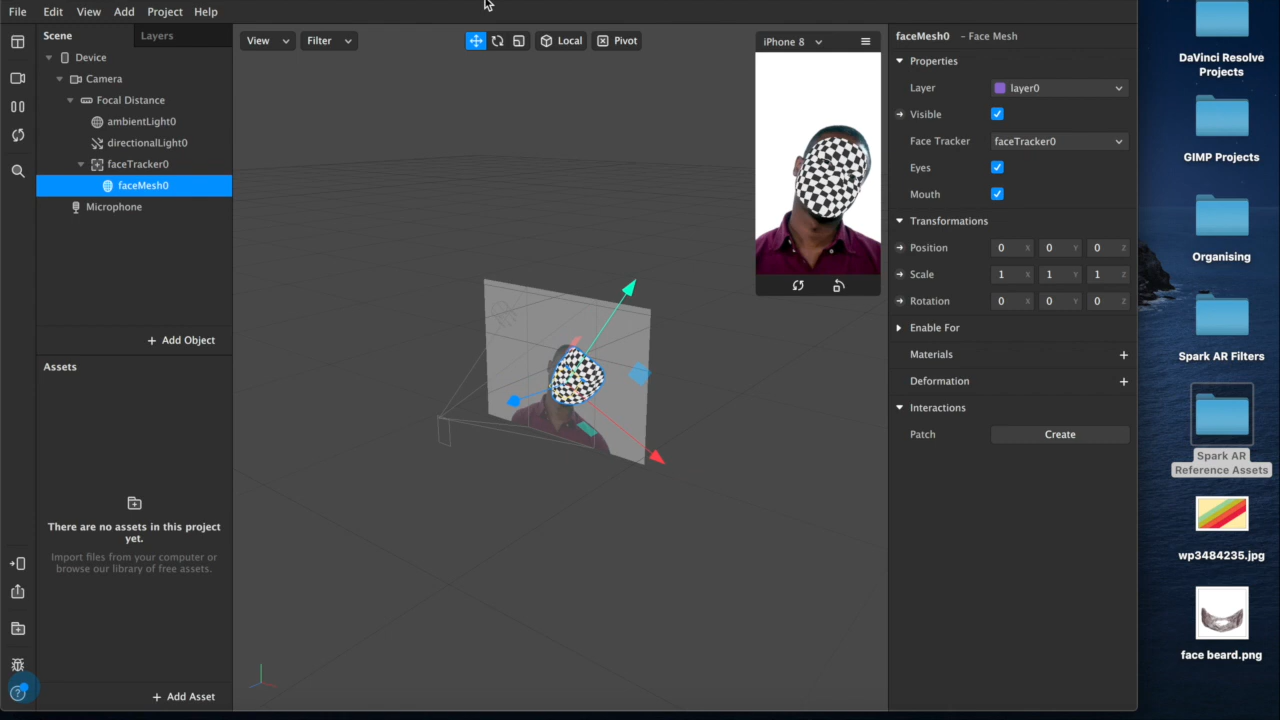 File Edit View Add Project Help
Scene Layers
Device
Camera
Focal Distance
ambientLight0
directionalLight0
faceTracker0
faceMesh0
Microphone
+ Add Object
Assets
There are no assets in this project
yet.
Import files from your computer or
browse our library of free assets.
+ Add Asset
View Filter Local Pivot
iPhone 8
faceMesh0 – Face Mesh
Properties
Layer layer0
Visible
Face Tracker faceTracker0
Eyes
Mouth
Transformations
Position 0 X 0 Y 0 Z
Scale 1 X 1 Y 1 Z
Rotation 0 X 0 Y 0 Z
Enable For
Materials +
Deformation +
Interactions
Patch Create
DaVinci Resolve
Projects
GIMP Projects
Organising
Spark AR Filters
Spark AR
Reference Assets
wp3484235.jpg
face beard.png